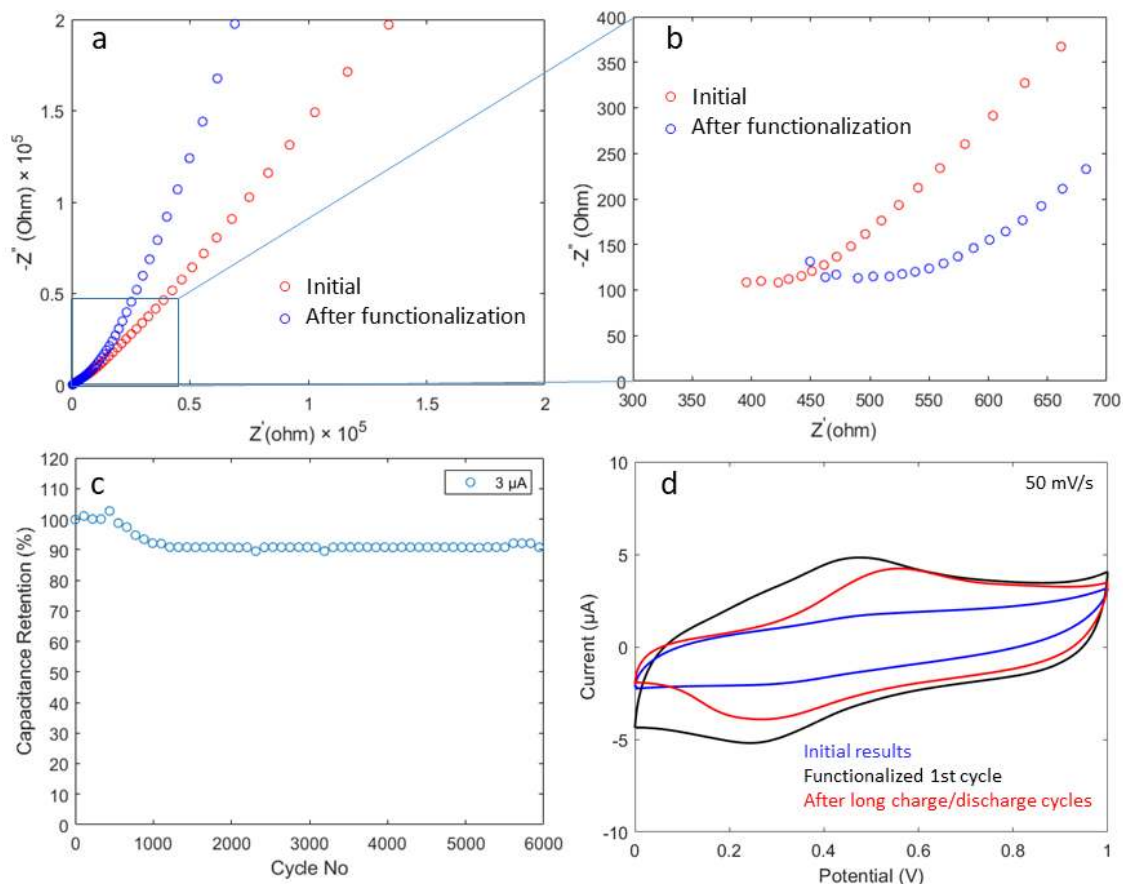 a
2
1.5
1
0.5
0
0 0.5 1 1.5 2
-Z" (Ohm) × 10⁵
Z'(ohm) × 10⁵
Initial
After functionalization
b
400
350
300
250
200
150
100
50
0
300 350 400 450 500 550 600 650 700
-Z" (Ohm)
Z'(ohm)
Initial
After functionalization
c
3 µA
120
110
100
90
80
70
60
50
40
30
20
10
0
0 1000 2000 3000 4000 5000 6000
Capacitance Retention (%)
Cycle No
d
50 mV/s
10
5
0
-5
-10
0 0.2 0.4 0.6 0.8 1
Current (µA)
Potential (V)
Initial results
Functionalized 1st cycle
After long charge/discharge cycles